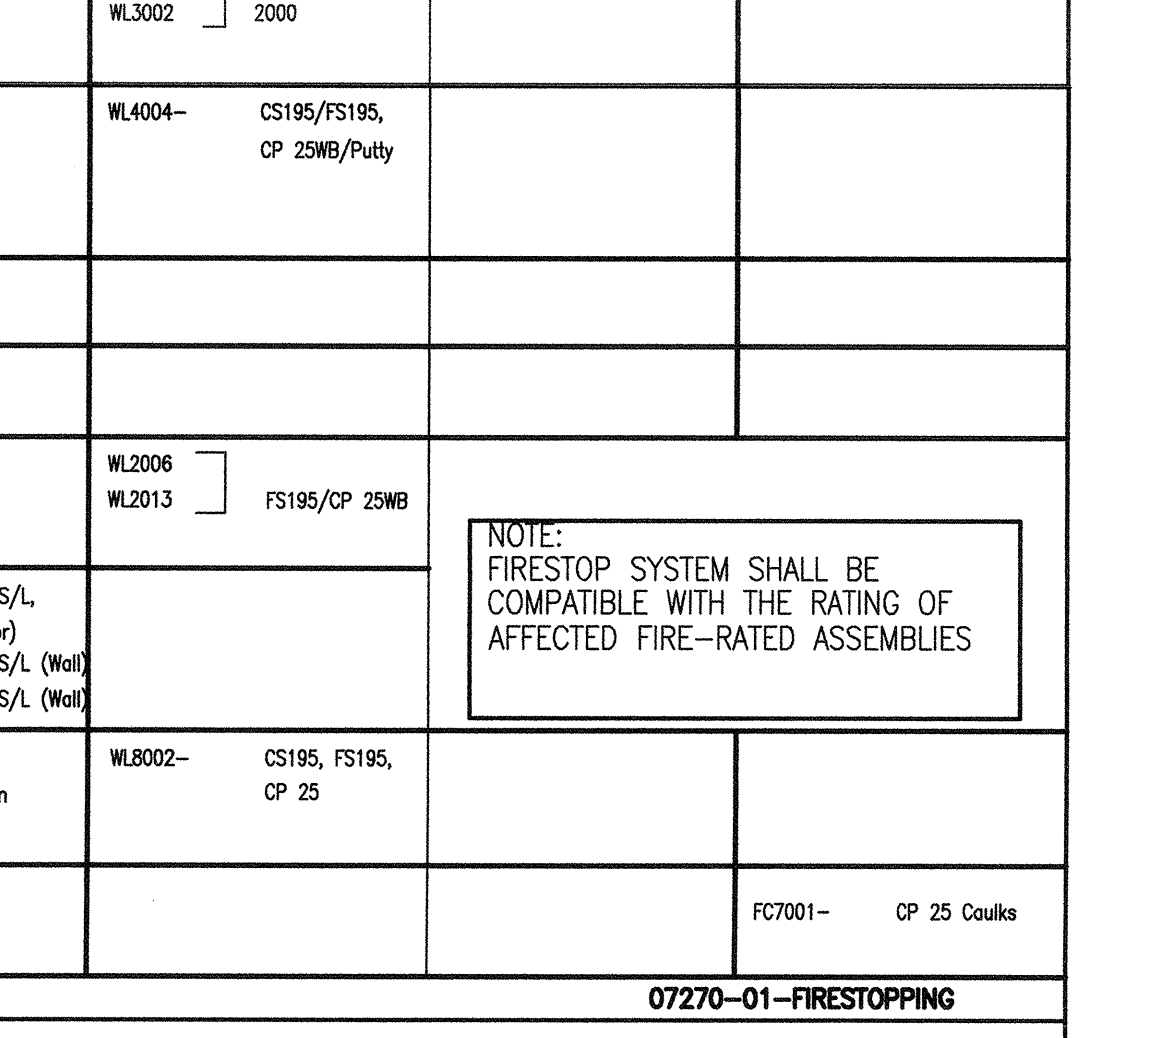 WL3002 2000
WL4004- CS195/FS195,
CP 25WB/Putty
WL2006
WL2013 FS195/CP 25WB
NOTE:
FIRESTOP SYSTEM SHALL BE
COMPATIBLE WITH THE RATING OF
AFFECTED FIRE-RATED ASSEMBLIES
S/L,
S/L (Wall)
S/L (Wall)
WL8002- CS195, FS195,
CP 25
FC7001- CP 25 Caulks
07270-01-FIRESTOPPING